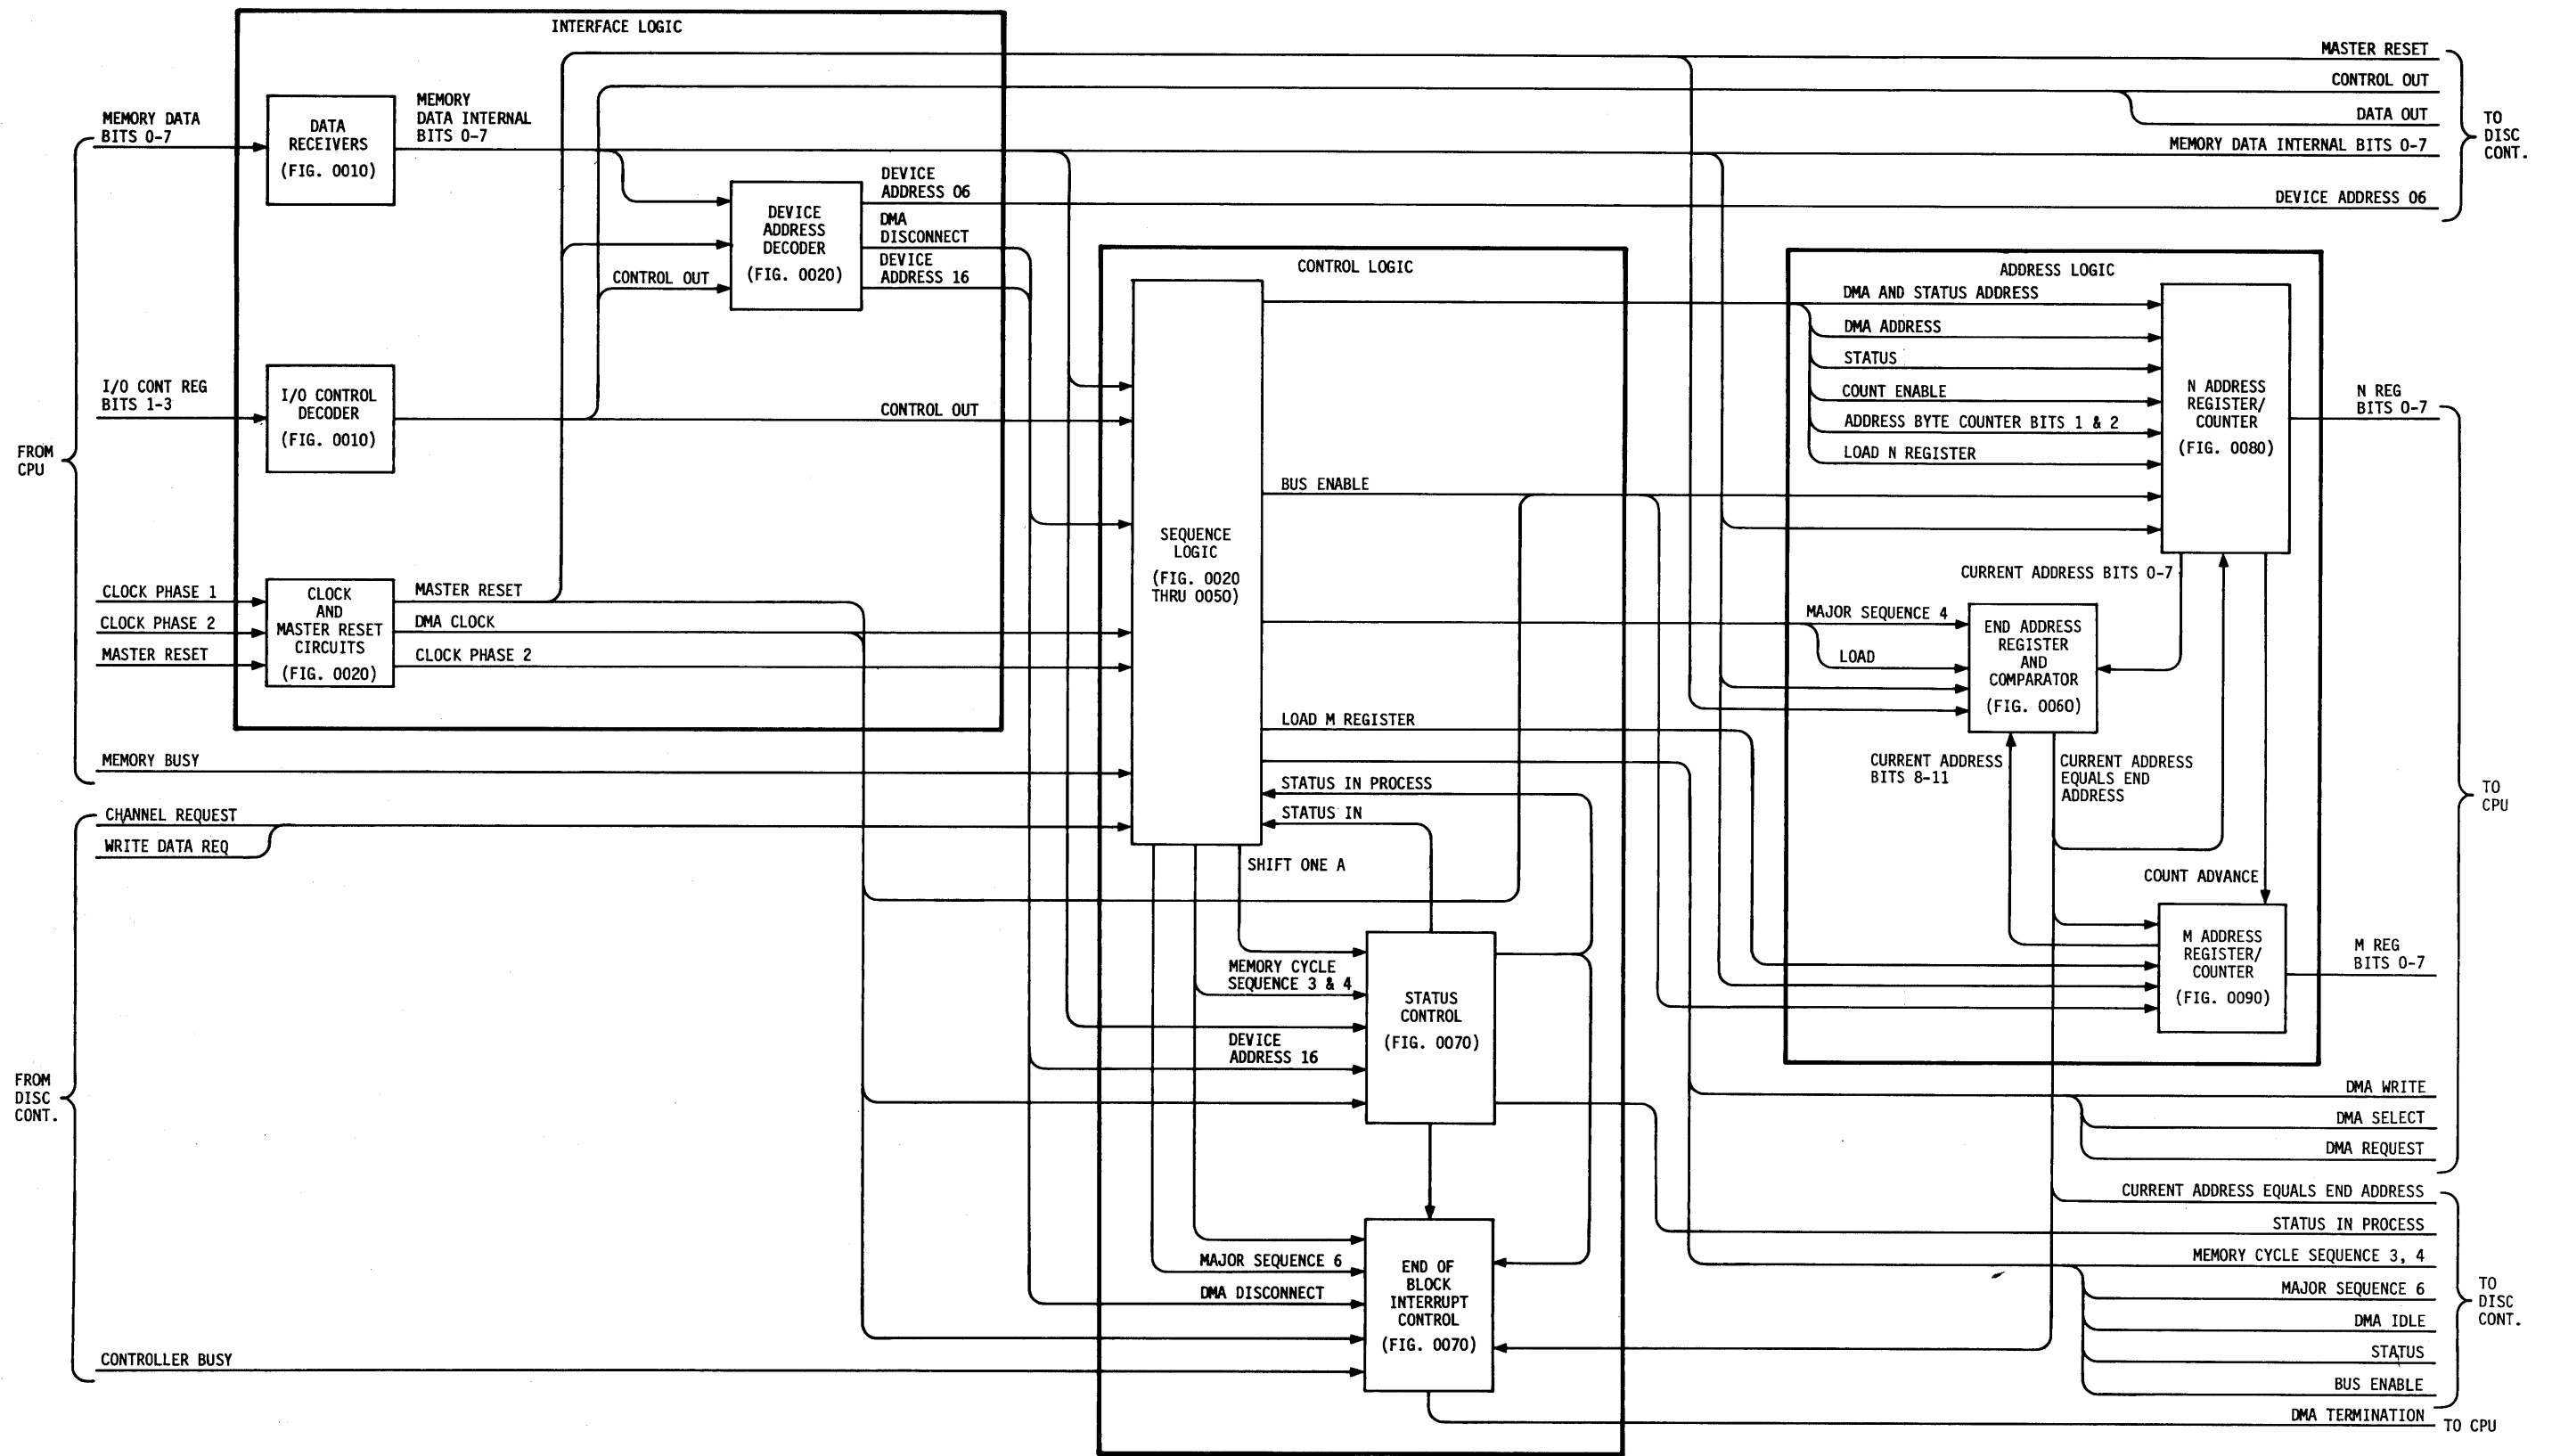 INTERFACE LOGIC
FROM
CPU
MEMORY DATA
BITS 0-7
DATA
RECEIVERS
(FIG. 0010)
MEMORY
DATA INTERNAL
BITS 0-7
DEVICE
ADDRESS
DECODER
(FIG. 0020)
CONTROL OUT
DEVICE
ADDRESS 06
DMA
DISCONNECT
DEVICE
ADDRESS 16
I/O CONT REG
BITS 1-3
I/O CONTROL
DECODER
(FIG. 0010)
CONTROL OUT
CLOCK PHASE 1
CLOCK PHASE 2
MASTER RESET
CLOCK
AND
MASTER RESET
CIRCUITS
(FIG. 0020)
MASTER RESET
DMA CLOCK
CLOCK PHASE 2
MEMORY BUSY
FROM
DISC
CONT.
CHANNEL REQUEST
WRITE DATA REQ
CONTROLLER BUSY
CONTROL LOGIC
SEQUENCE
LOGIC
(FIG. 0020
THRU 0050)
BUS ENABLE
LOAD M REGISTER
STATUS IN PROCESS
STATUS IN
SHIFT ONE A
MEMORY CYCLE
SEQUENCE 3 & 4
DEVICE
ADDRESS 16
STATUS
CONTROL
(FIG. 0070)
MAJOR SEQUENCE 6
DMA DISCONNECT
END OF
BLOCK
INTERRUPT
CONTROL
(FIG. 0070)
ADDRESS LOGIC
DMA AND STATUS ADDRESS
DMA ADDRESS
STATUS
COUNT ENABLE
ADDRESS BYTE COUNTER BITS 1 & 2
LOAD N REGISTER
N ADDRESS
REGISTER/
COUNTER
(FIG. 0080)
CURRENT ADDRESS BITS 0-7
MAJOR SEQUENCE 4
LOAD
END ADDRESS
REGISTER
AND
COMPARATOR
(FIG. 0060)
CURRENT ADDRESS
BITS 8-11
CURRENT ADDRESS
EQUALS END
ADDRESS
COUNT ADVANCE
M ADDRESS
REGISTER/
COUNTER
(FIG. 0090)
MASTER RESET
CONTROL OUT
DATA OUT
MEMORY DATA INTERNAL BITS 0-7
DEVICE ADDRESS 06
TO
DISC
CONT.
N REG
BITS 0-7
M REG
BITS 0-7
DMA WRITE
DMA SELECT
DMA REQUEST
TO
CPU
CURRENT ADDRESS EQUALS END ADDRESS
STATUS IN PROCESS
MEMORY CYCLE SEQUENCE 3, 4
MAJOR SEQUENCE 6
DMA IDLE
STATUS
BUS ENABLE
TO
DISC
CONT.
DMA TERMINATION
TO CPU